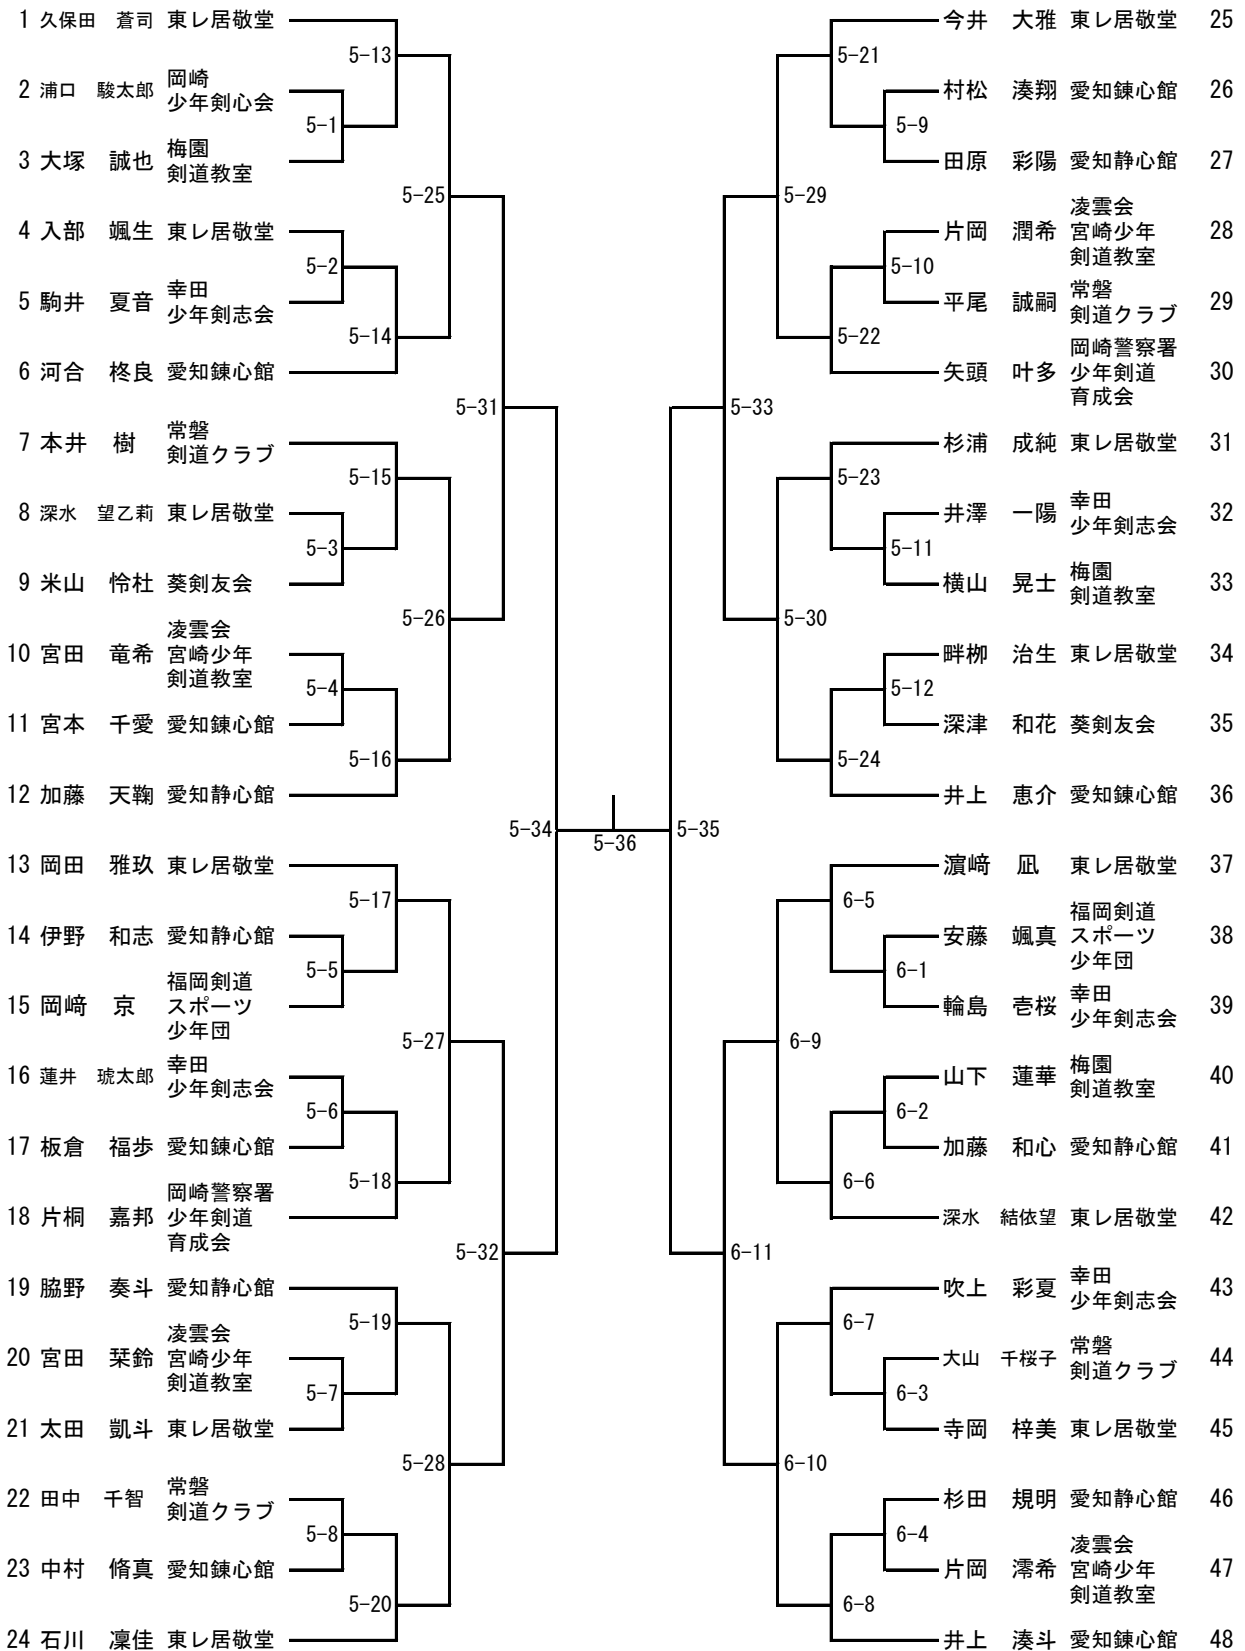 1 久保田 蒼司 東レ居敬堂
5-13
2 浦口 駿太郎 岡崎
少年剣心会
5-1
3 大塚 誠也 梅園
剣道教室
5-25
4 入部 颯生 東レ居敬堂
5-2
5 駒井 夏音 幸田
少年剣志会
5-14
6 河合 柊良 愛知錬心館
5-31
7 本井 樹 常磐
剣道クラブ
5-15
8 深水 望乙莉 東レ居敬堂
5-3
9 米山 怜杜 葵剣友会
5-26
10 宮田 竜希 凌雲会
宮崎少年
剣道教室
5-4
11 宮本 千愛 愛知錬心館
5-16
12 加藤 天鞠 愛知静心館
5-34
13 岡田 雅玖 東レ居敬堂
5-17
14 伊野 和志 愛知静心館
5-5
15 岡﨑 京 福岡剣道
スポーツ
少年団
5-27
16 蓮井 琥太郎 幸田
少年剣志会
5-6
17 板倉 福歩 愛知錬心館
5-18
18 片桐 嘉邦 岡崎警察署
少年剣道
育成会
5-32
19 脇野 奏斗 愛知静心館
5-19
20 宮田 栞鈴 凌雲会
宮崎少年
剣道教室
5-7
21 太田 凱斗 東レ居敬堂
5-28
22 田中 千智 常磐
剣道クラブ
5-8
23 中村 脩真 愛知錬心館
5-20
24 石川 凜佳 東レ居敬堂
5-36
今井 大雅 東レ居敬堂 25
5-21
村松 湊翔 愛知錬心館 26
5-9
田原 彩陽 愛知静心館 27
5-29
片岡 潤希 凌雲会
宮崎少年
剣道教室 28
5-10
平尾 誠嗣 常磐
剣道クラブ 29
5-22
矢頭 叶多 岡崎警察署
少年剣道
育成会 30
5-33
杉浦 成純 東レ居敬堂 31
5-23
井澤 一陽 幸田
少年剣志会 32
5-11
横山 晃士 梅園
剣道教室 33
5-30
畔栁 治生 東レ居敬堂 34
5-12
深津 和花 葵剣友会 35
5-24
井上 恵介 愛知錬心館 36
5-35
濵﨑 凪 東レ居敬堂 37
6-5
安藤 颯真 福岡剣道
スポーツ
少年団 38
6-1
輪島 壱桜 幸田
少年剣志会 39
6-9
山下 蓮華 梅園
剣道教室 40
6-2
加藤 和心 愛知静心館 41
6-6
深水 結依望 東レ居敬堂 42
6-11
吹上 彩夏 幸田
少年剣志会 43
6-7
大山 千桜子 常磐
剣道クラブ 44
6-3
寺岡 梓美 東レ居敬堂 45
6-10
杉田 規明 愛知静心館 46
6-4
片岡 澪希 凌雲会
宮崎少年
剣道教室 47
6-8
井上 湊斗 愛知錬心館 48